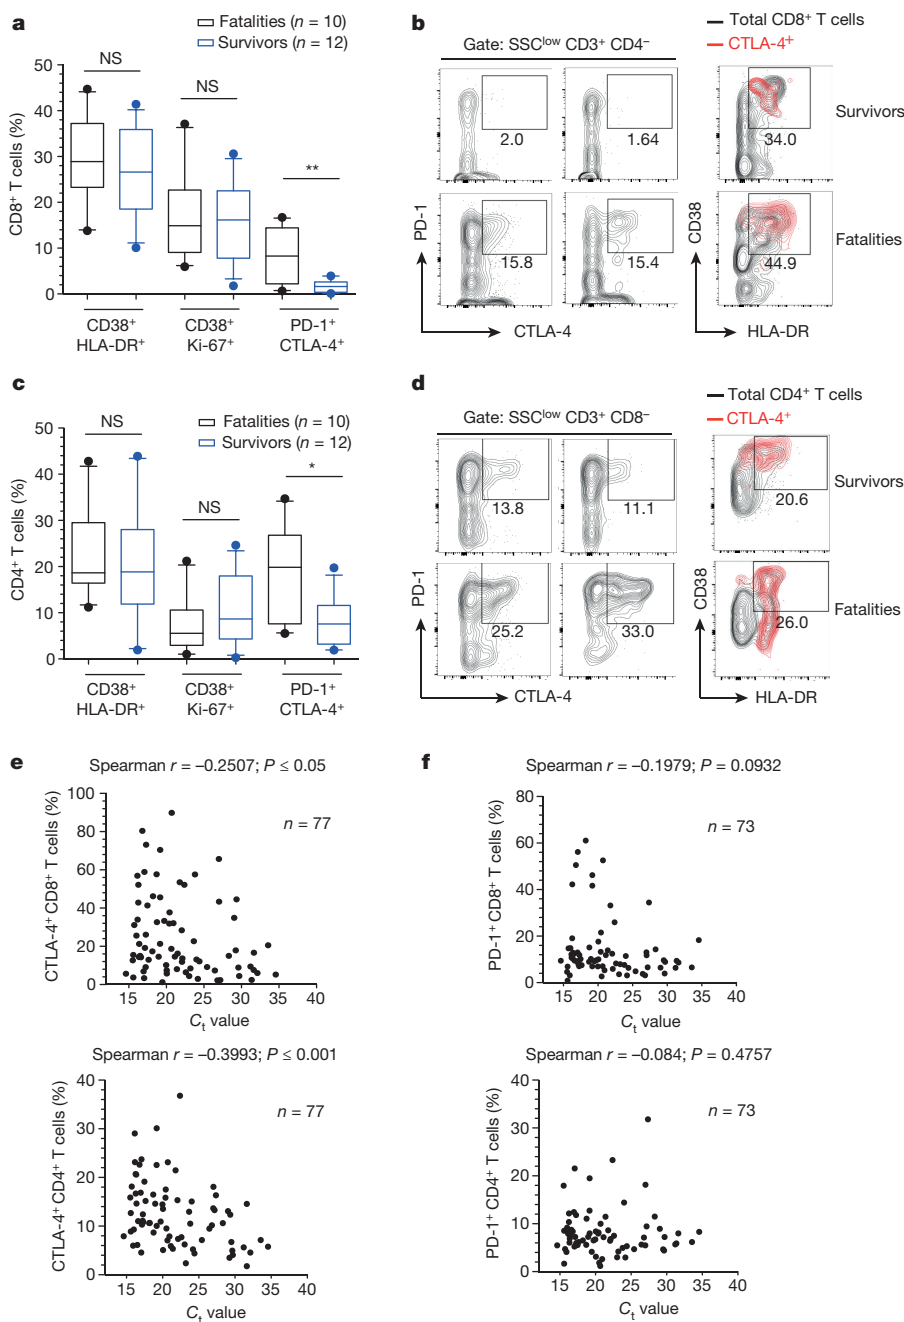 a
Fatalities (n = 10)
Survivors (n = 12)
CD8⁺ T cells (%)
50
40
30
20
10
0
NS
NS
**
CD38⁺ HLA-DR⁺
CD38⁺ Ki-67⁺
PD-1⁺ CTLA-4⁺
b
Total CD8⁺ T cells
CTLA-4⁺
Gate: SSCˡᵒʷ CD3⁺ CD4⁻
2.0
1.64
34.0
Survivors
15.8
15.4
44.9
Fatalities
PD-1
CTLA-4
CD38
HLA-DR
c
Fatalities (n = 10)
Survivors (n = 12)
CD4⁺ T cells (%)
50
40
30
20
10
0
NS
NS
*
CD38⁺ HLA-DR⁺
CD38⁺ Ki-67⁺
PD-1⁺ CTLA-4⁺
d
Total CD4⁺ T cells
CTLA-4⁺
Gate: SSCˡᵒʷ CD3⁺ CD8⁻
13.8
11.1
20.6
Survivors
25.2
33.0
26.0
Fatalities
PD-1
CTLA-4
CD38
HLA-DR
e
Spearman r = –0.2507; P ≤ 0.05
n = 77
CTLA-4⁺ CD8⁺ T cells (%)
100
80
60
40
20
0
15 20 25 30 35 40
Cₜ value
Spearman r = –0.3993; P ≤ 0.001
n = 77
CTLA-4⁺ CD4⁺ T cells (%)
40
30
20
10
0
15 20 25 30 35 40
Cₜ value
f
Spearman r = –0.1979; P = 0.0932
n = 73
PD-1⁺ CD8⁺ T cells (%)
80
60
40
20
0
15 20 25 30 35 40
Cₜ value
Spearman r = –0.084; P = 0.4757
n = 73
PD-1⁺ CD4⁺ T cells (%)
40
30
20
10
0
15 20 25 30 35 40
Cₜ value